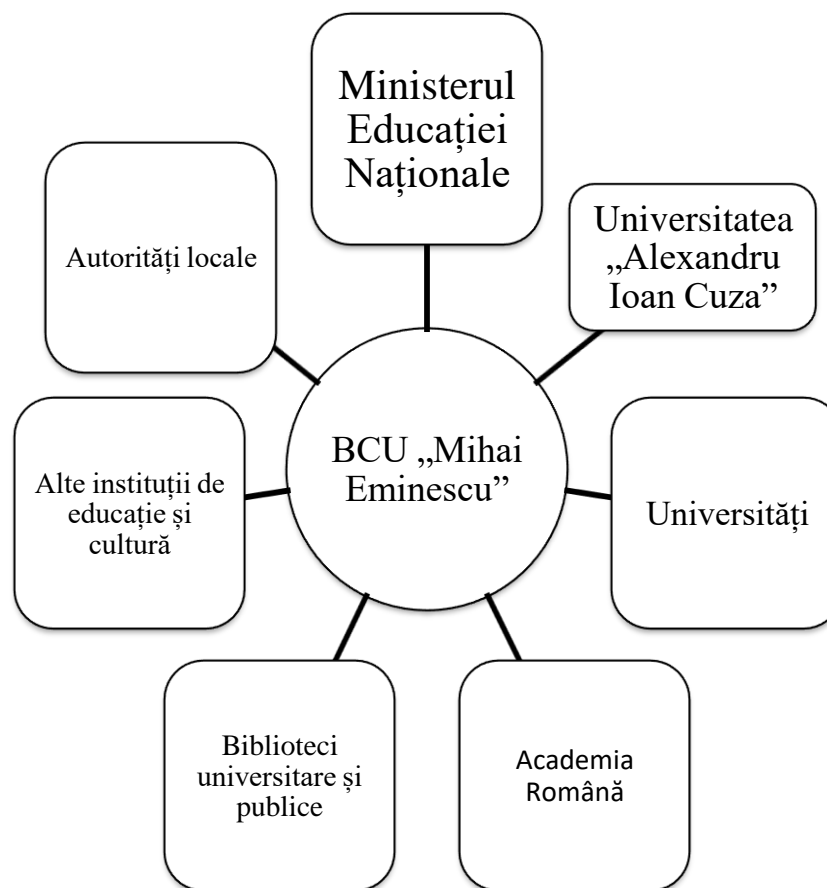 Ministerul
Educației
Naționale
Universitatea
„Alexandru
Ioan Cuza”
Autorități locale
BCU „Mihai
Eminescu”
Alte instituții de
educație și
cultură
Universități
Biblioteci
universitare și
publice
Academia
Română